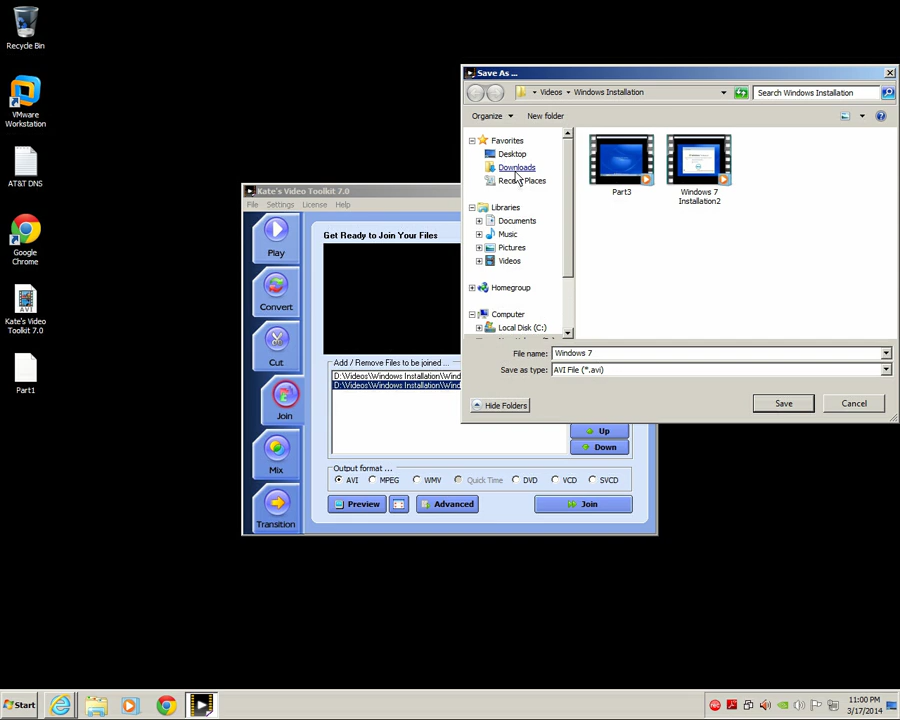 Recycle Bin
VMware
Workstation
AT&T DNS
Google
Chrome
AVI
Kate's Video
Toolkit 7.0
Part1
Kate's Video Toolkit 7.0
File Settings License Help
Play
Convert
Cut
Join
Mix
Transition
Get Ready to Join Your Files
Add / Remove Files to be joined ...
D:\Videos\Windows Installation\Wind
D:\Videos\Windows Installation\Wind
Up
Down
Output format ...
AVI MPEG WMV Quick Time DVD VCD SVCD
Preview Advanced Join
Save As ...
Videos Windows Installation Search Windows Installation
Organize New folder
Favorites
Desktop
Downloads
Recent Places
Libraries
Documents
Music
Pictures
Videos
Homegroup
Computer
Local Disk (C:)
Part3
Windows 7
Installation2
File name: Windows 7
Save as type: AVI File (*.avi)
Hide Folders Save Cancel
Start
11:00 PM
3/17/2014